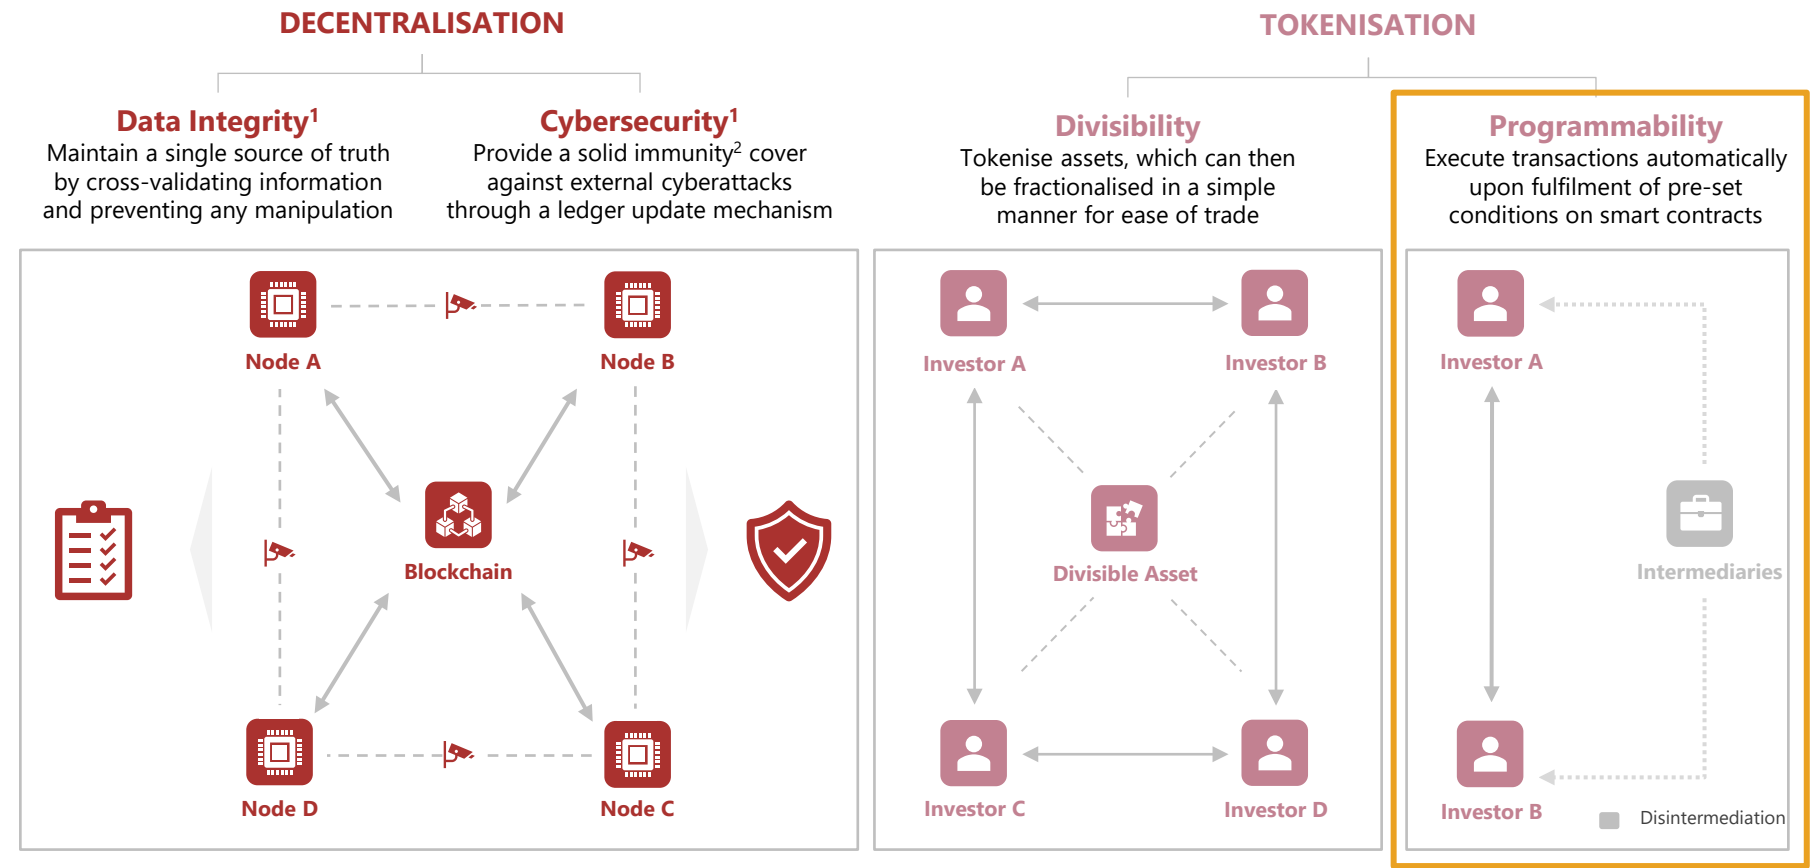 DECENTRALISATION
Data Integrity¹
Maintain a single source of truth
by cross-validating information
and preventing any manipulation
Cybersecurity¹
Provide a solid immunity² cover
against external cyberattacks
through a ledger update mechanism
Node A
Node B
Blockchain
Node D
Node C
TOKENISATION
Divisibility
Tokenise assets, which can then
be fractionalised in a simple
manner for ease of trade
Investor A
Investor B
Divisible Asset
Investor C
Investor D
Programmability
Execute transactions automatically
upon fulfilment of pre-set
conditions on smart contracts
Investor A
Intermediaries
Investor B
Disintermediation